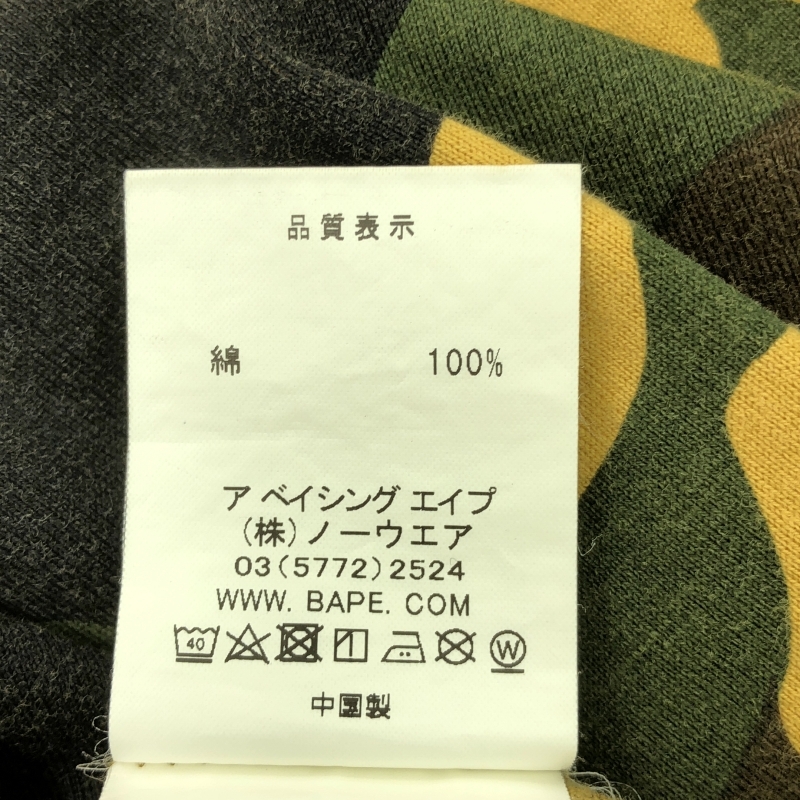 品質表示
綿 100%
ア ベイシング エイプ
(株)ノーウエア
03(5772)2524
WWW. BAPE. COM
40 W
中國製